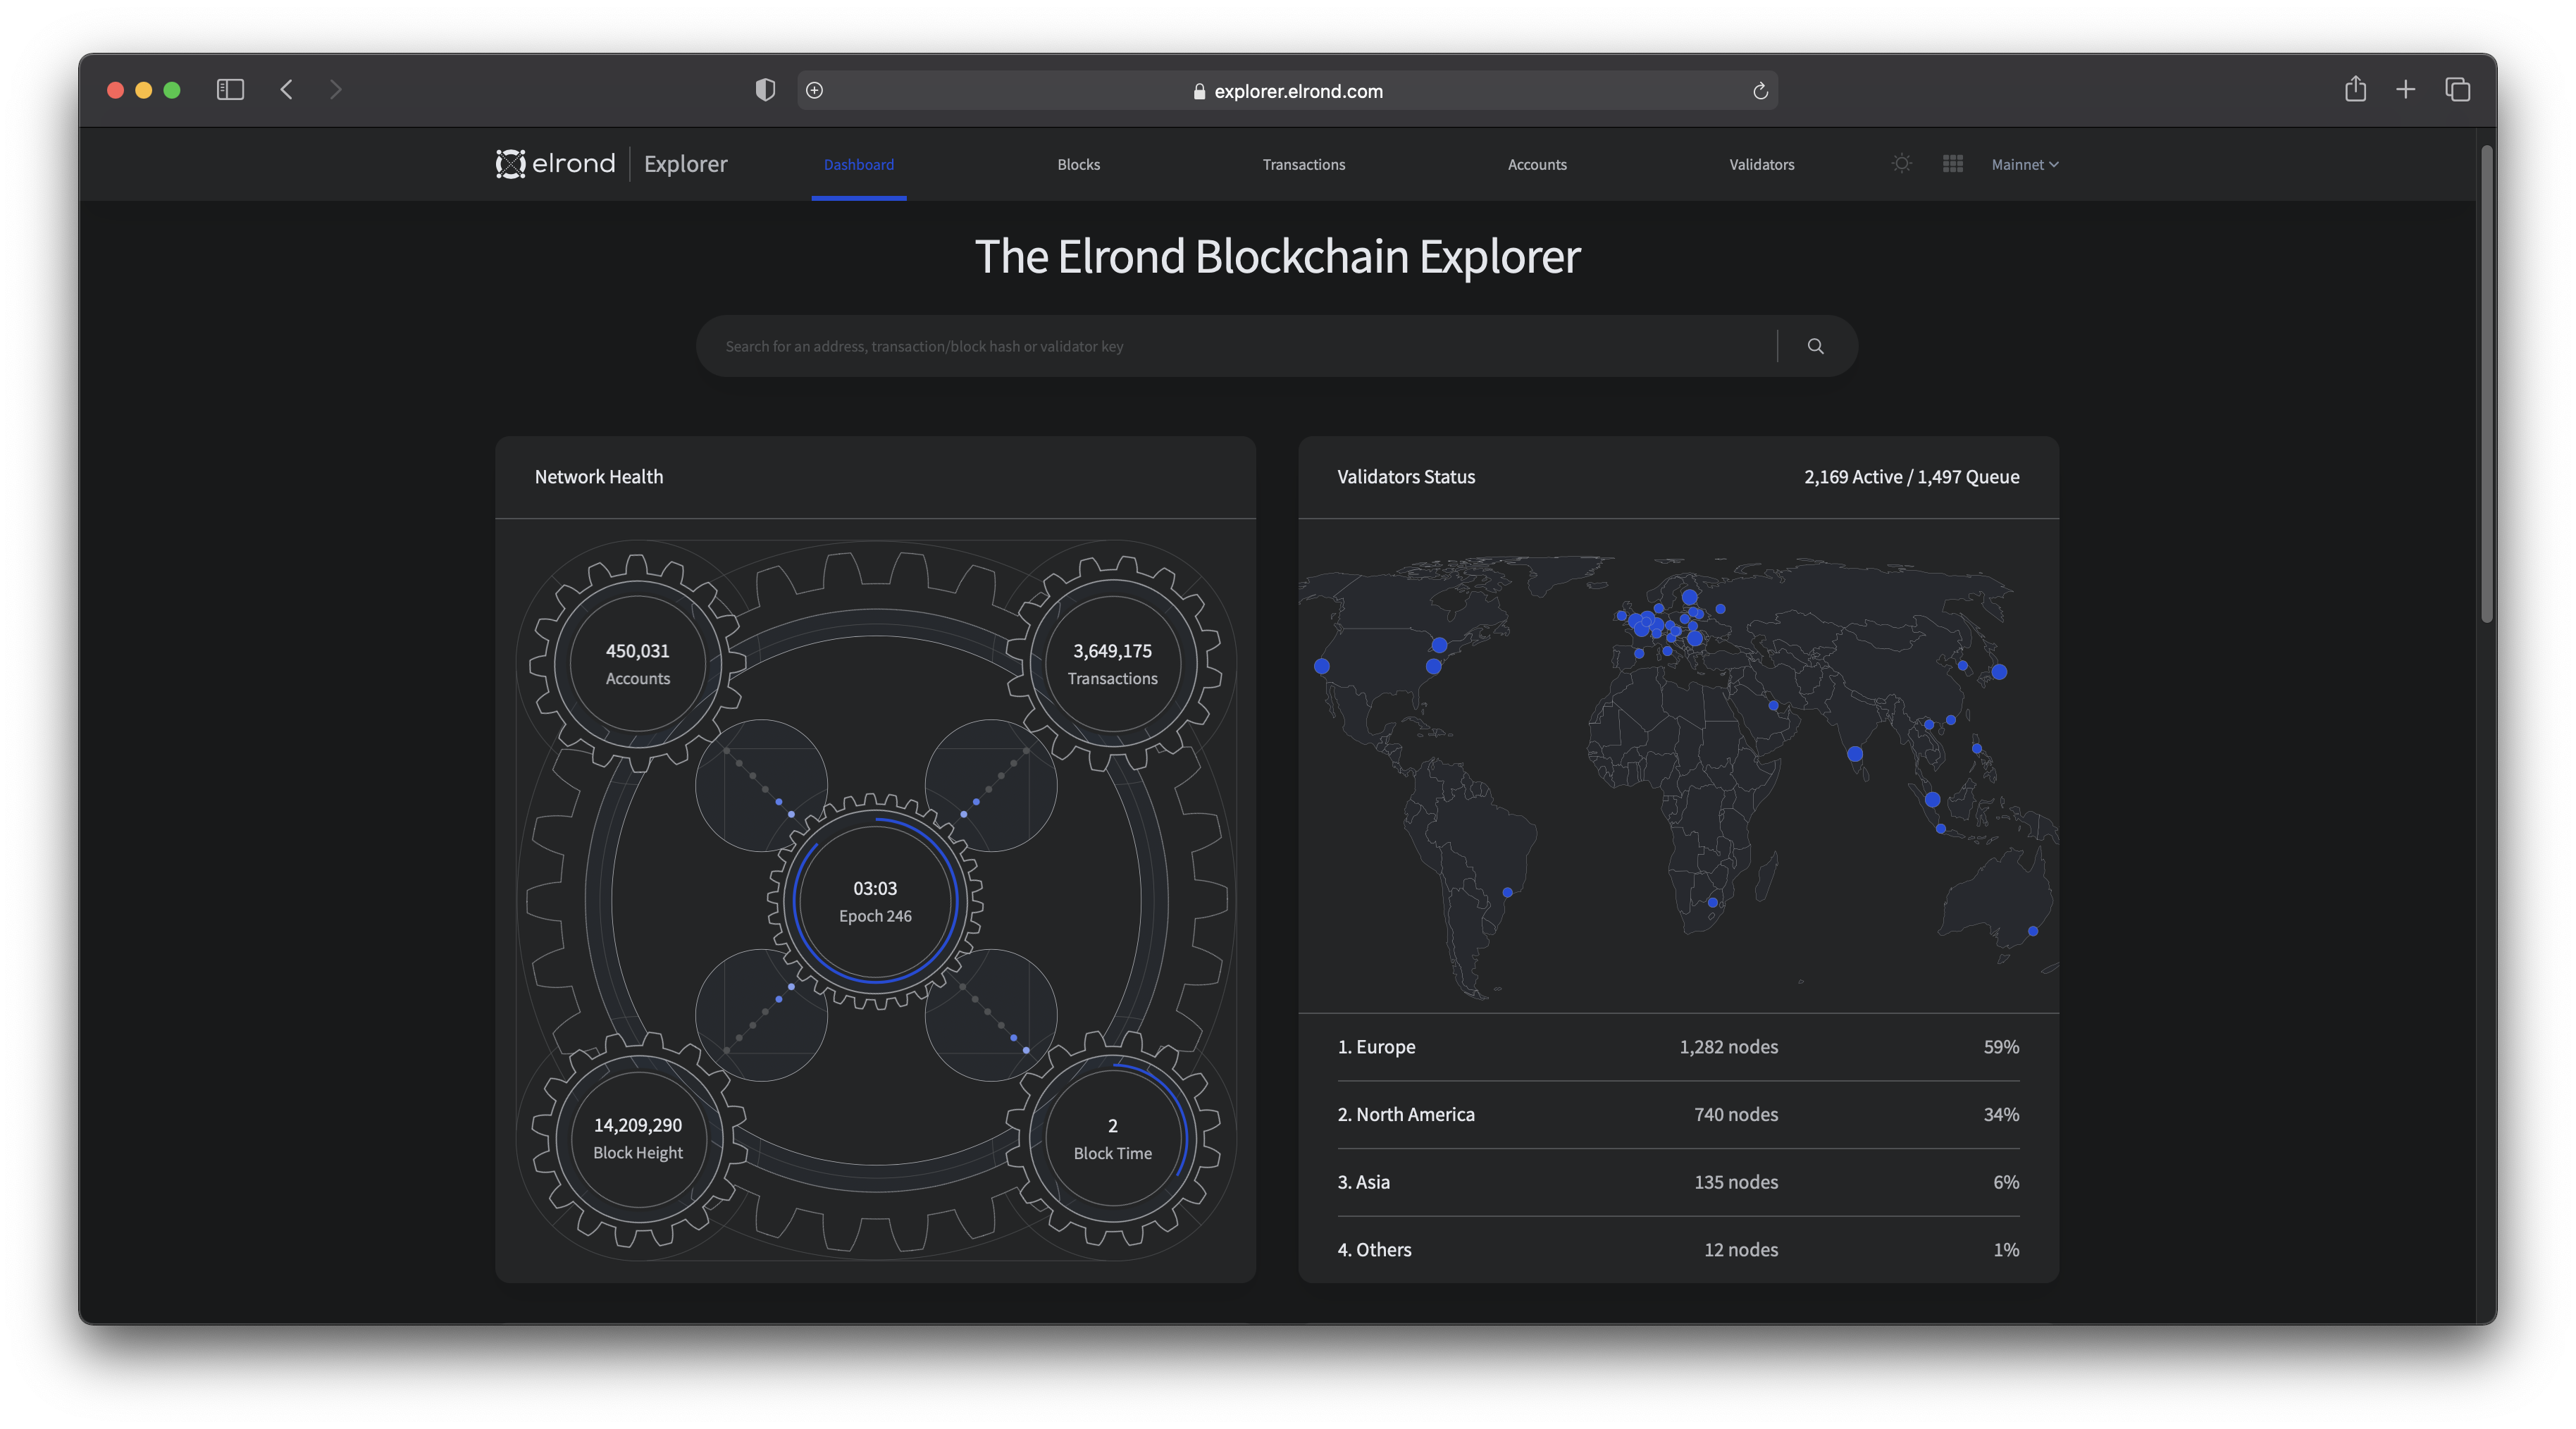 explorer.elrond.com
elrond Explorer
Dashboard
Blocks
Transactions
Accounts
Validators
Mainnet
The Elrond Blockchain Explorer
Search for an address, transaction/block hash or validator key
Network Health
450,031
Accounts
3,649,175
Transactions
03:03
Epoch 246
14,209,290
Block Height
2
Block Time
Validators Status
2,169 Active / 1,497 Queue
1. Europe 1,282 nodes 59%
2. North America 740 nodes 34%
3. Asia 135 nodes 6%
4. Others 12 nodes 1%